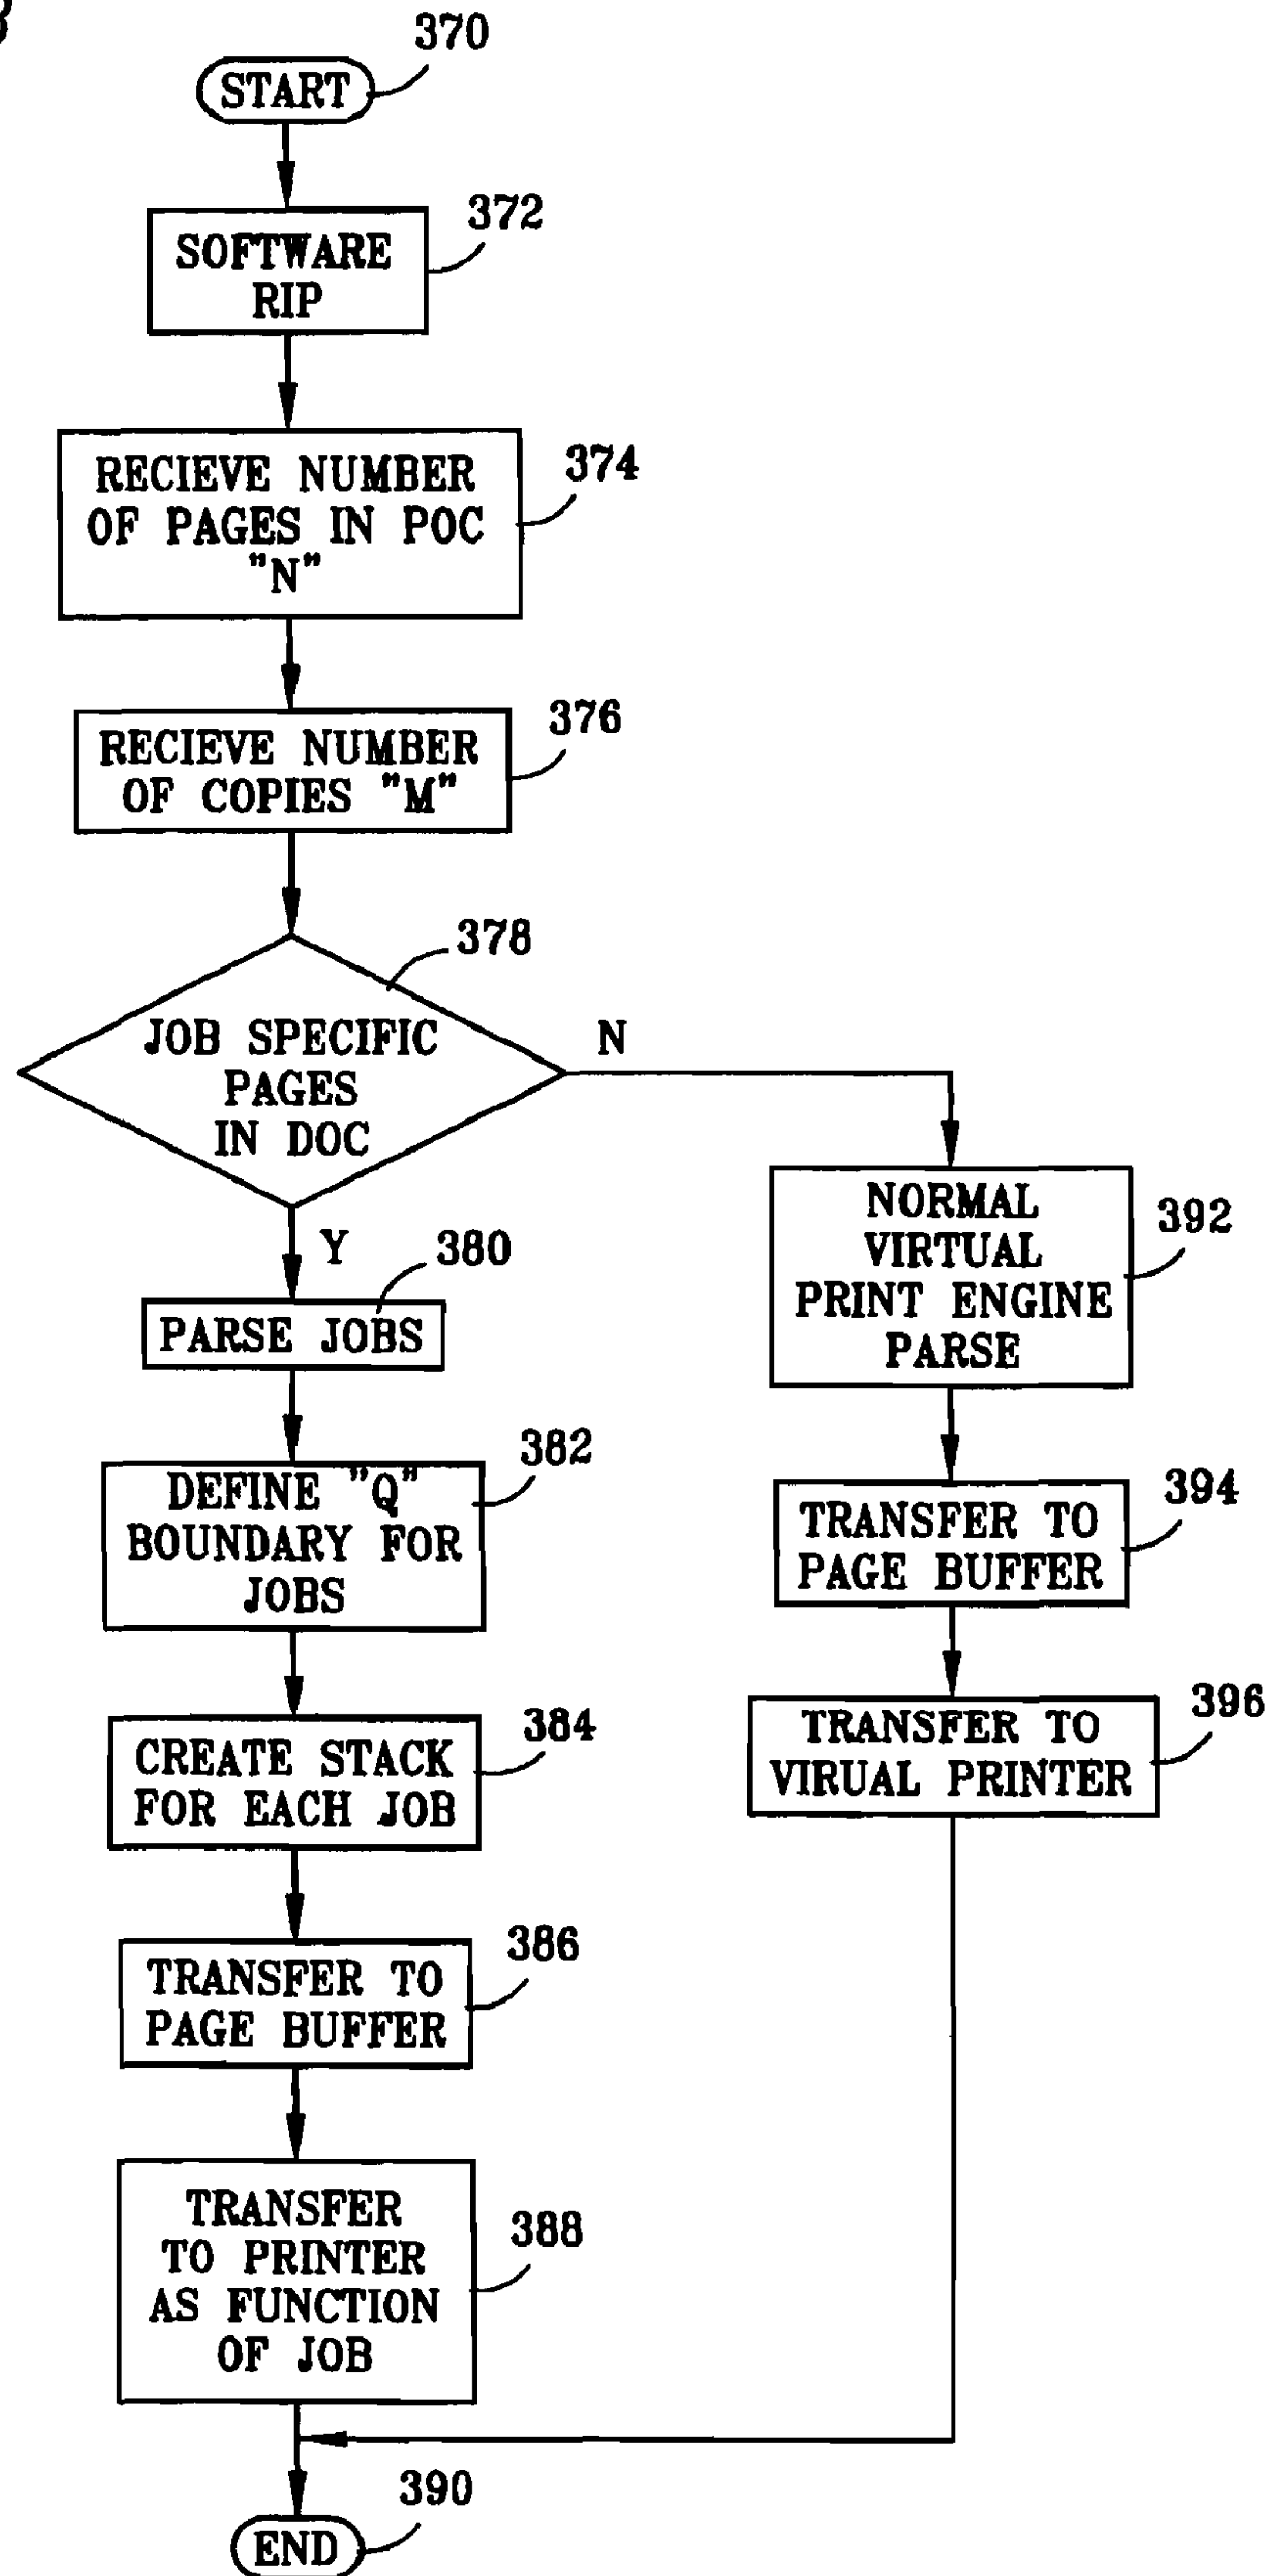 370
START
372
SOFTWARE
RIP
374
RECIEVE NUMBER
OF PAGES IN POC
"N"
376
RECIEVE NUMBER
OF COPIES "M"
378
JOB SPECIFIC
PAGES
IN DOC
N
Y
380
PARSE JOBS
382
DEFINE "Q"
BOUNDARY FOR
JOBS
384
CREATE STACK
FOR EACH JOB
386
TRANSFER TO
PAGE BUFFER
388
TRANSFER
TO PRINTER
AS FUNCTION
OF JOB
390
END
392
NORMAL
VIRTUAL
PRINT ENGINE
PARSE
394
TRANSFER TO
PAGE BUFFER
396
TRANSFER TO
VIRUAL PRINTER